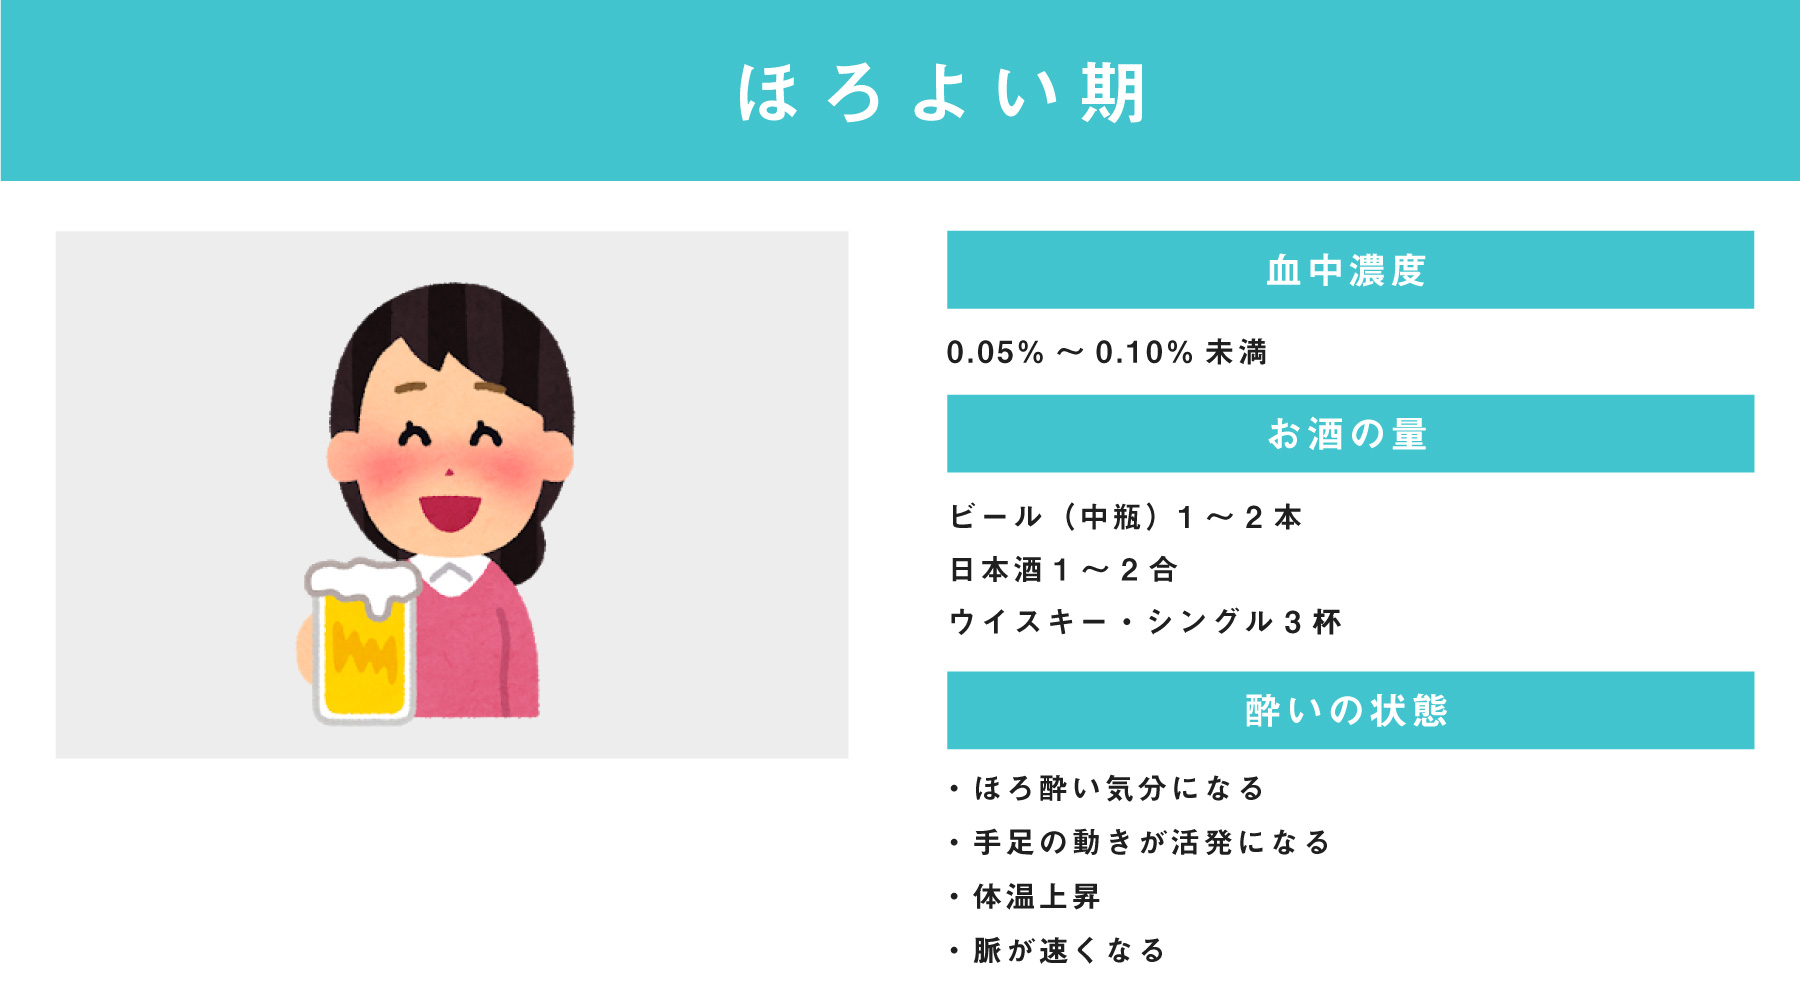 ほろよい期
血中濃度
0.05% 〜 0.10% 未満
お酒の量
ビール（中瓶）1 〜 2 本
日本酒 1 〜 2 合
ウイスキー・シングル 3 杯
酔いの状態
・ほろ酔い気分になる
・手足の動きが活発になる
・体温上昇
・脈が速くなる